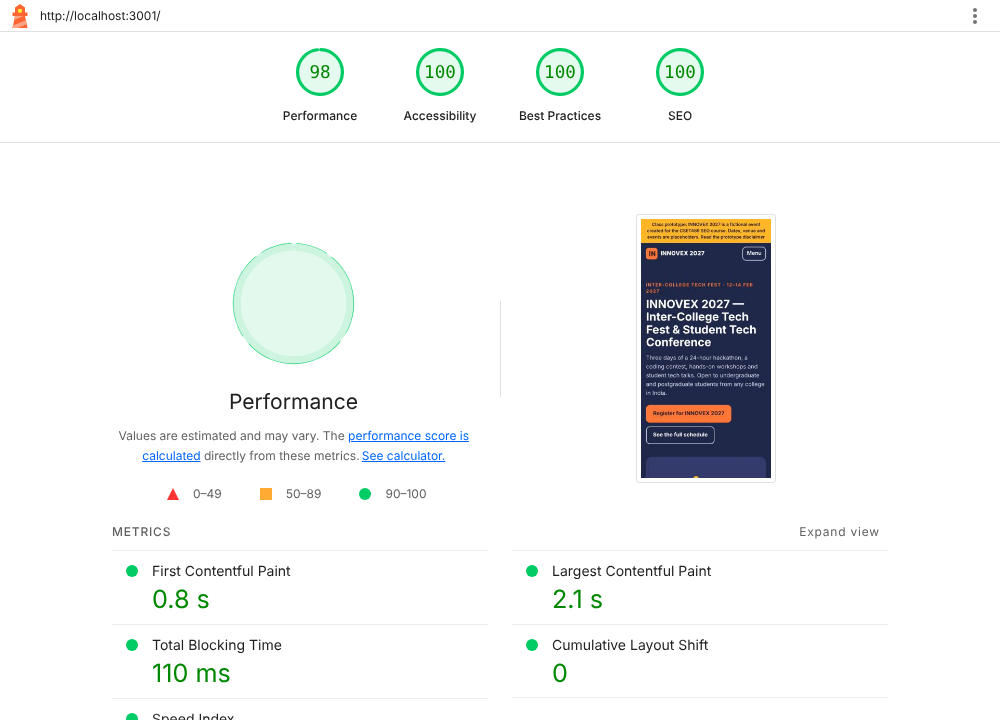 http://localhost:3001/
98
100
100
100
Performance
Accessibility
Best Practices
SEO
Performance
Values are estimated and may vary. The performance score is
calculated directly from these metrics. See calculator.
0–49
50–89
90–100
Class prototype: INNOVEX 2027 is a fictional event
created for the CSET458 SEO course. Dates, venue and
events are placeholders. Read the prototype disclaimer
IN INNOVEX 2027
Menu
INTER-COLLEGE TECH FEST · 12–14 FEB
2027
INNOVEX 2027 —
Inter-College Tech
Fest & Student Tech
Conference
Three days of a 24-hour hackathon, a
coding contest, hands-on workshops and
student tech talks. Open to undergraduate
and postgraduate students from any college
in India.
Register for INNOVEX 2027
See the full schedule
METRICS
Expand view
First Contentful Paint
0.8 s
Largest Contentful Paint
2.1 s
Total Blocking Time
110 ms
Cumulative Layout Shift
0
Speed Index